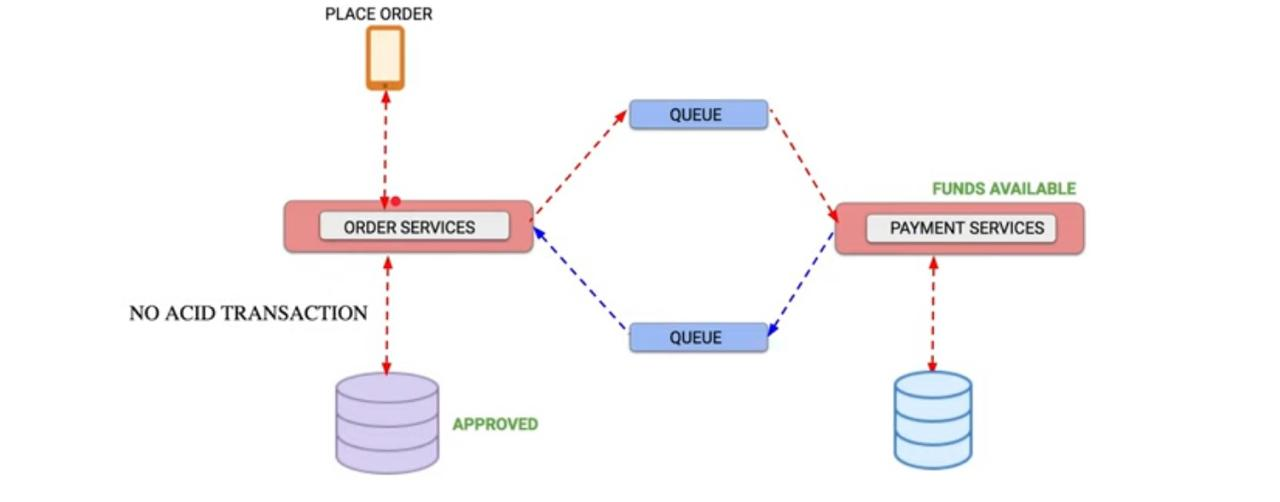 PLACE ORDER
QUEUE
FUNDS AVAILABLE
ORDER SERVICES
PAYMENT SERVICES
NO ACID TRANSACTION
QUEUE
APPROVED